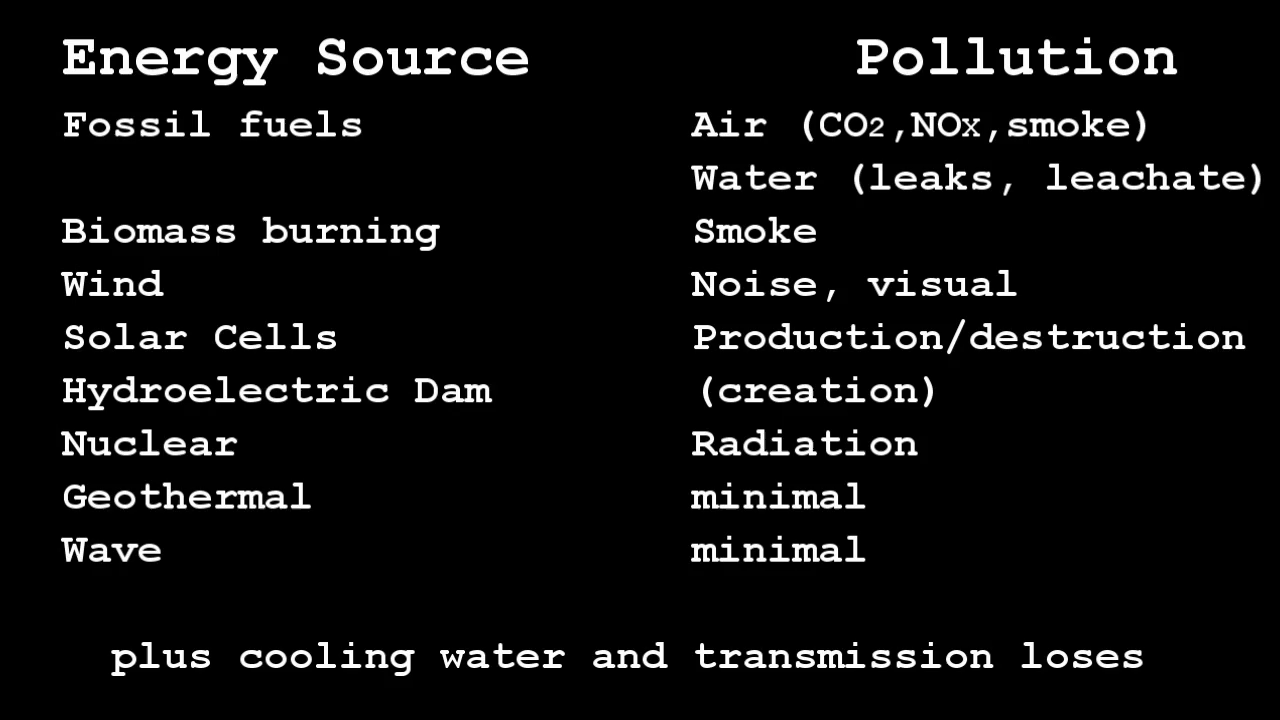 Energy Source Pollution
Fossil fuels Air (CO2,NOx,smoke)
Water (leaks, leachate)
Biomass burning Smoke
Wind Noise, visual
Solar Cells Production/destruction
Hydroelectric Dam (creation)
Nuclear Radiation
Geothermal minimal
Wave minimal
plus cooling water and transmission loses